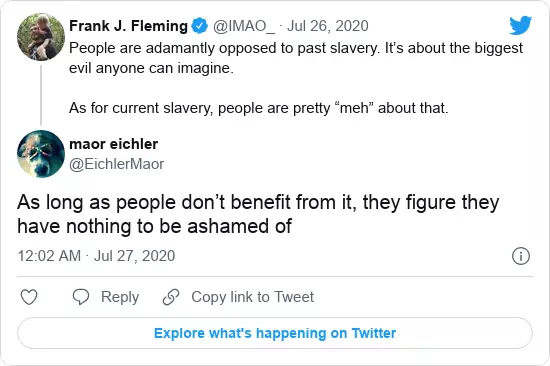 Frank J. Fleming @IMAO_ · Jul 26, 2020
People are adamantly opposed to past slavery. It’s about the biggest
evil anyone can imagine.
As for current slavery, people are pretty “meh” about that.
maor eichler
@EichlerMaor
As long as people don’t benefit from it, they figure they
have nothing to be ashamed of
12:02 AM · Jul 27, 2020
Reply Copy link to Tweet
Explore what's happening on Twitter